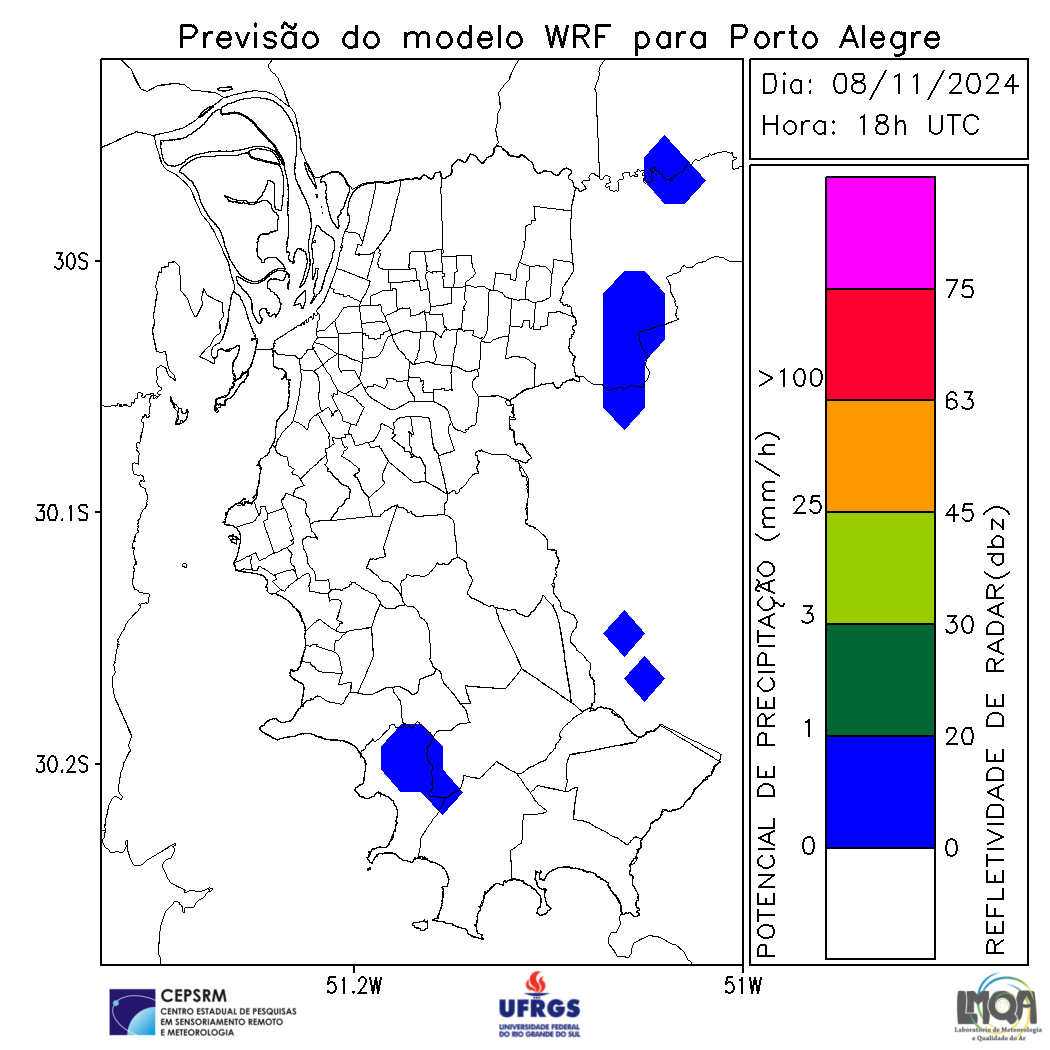 Previsão do modelo WRF para Porto Alegre
Dia: 08/11/2024
Hora: 18h UTC
30S
30.1S
30.2S
51.2W
51W
POTENCIAL DE PRECIPITAÇÃO (mm/h)
>100
25
3
1
0
75
63
45
30
20
0
REFLETIVIDADE DE RADAR(dbz)
CEPSRM
CENTRO ESTADUAL DE PESQUISAS
EM SENSORIAMENTO REMOTO
E METEOROLOGIA
UFRGS
UNIVERSIDADE FEDERAL
DO RIO GRANDE DO SUL
LMQA
Laboratório de Meteorologia
e Qualidade do Ar